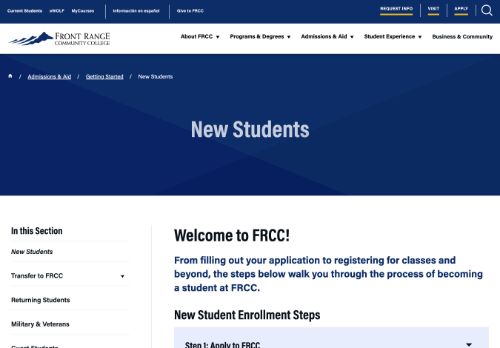 Current Students eWOLF MyCourses Información en español Give to FRCC REQUEST INFO VISIT APPLY
FRONT RANGE
COMMUNITY COLLEGE
About FRCC Programs & Degrees Admissions & Aid Student Experience Business & Community
/ Admissions & Aid / Getting Started / New Students
New Students
In this Section
New Students
Transfer to FRCC
Returning Students
Military & Veterans
Guest Students
Welcome to FRCC!
From filling out your application to registering for classes and
beyond, the steps below walk you through the process of becoming
a student at FRCC.
New Student Enrollment Steps
Step 1: Apply to FRCC